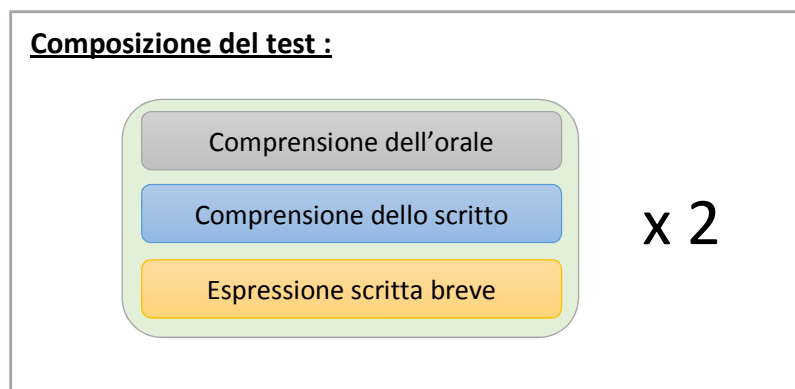 Composizione del test :
Comprensione dell’orale
Comprensione dello scritto
Espressione scritta breve
x 2